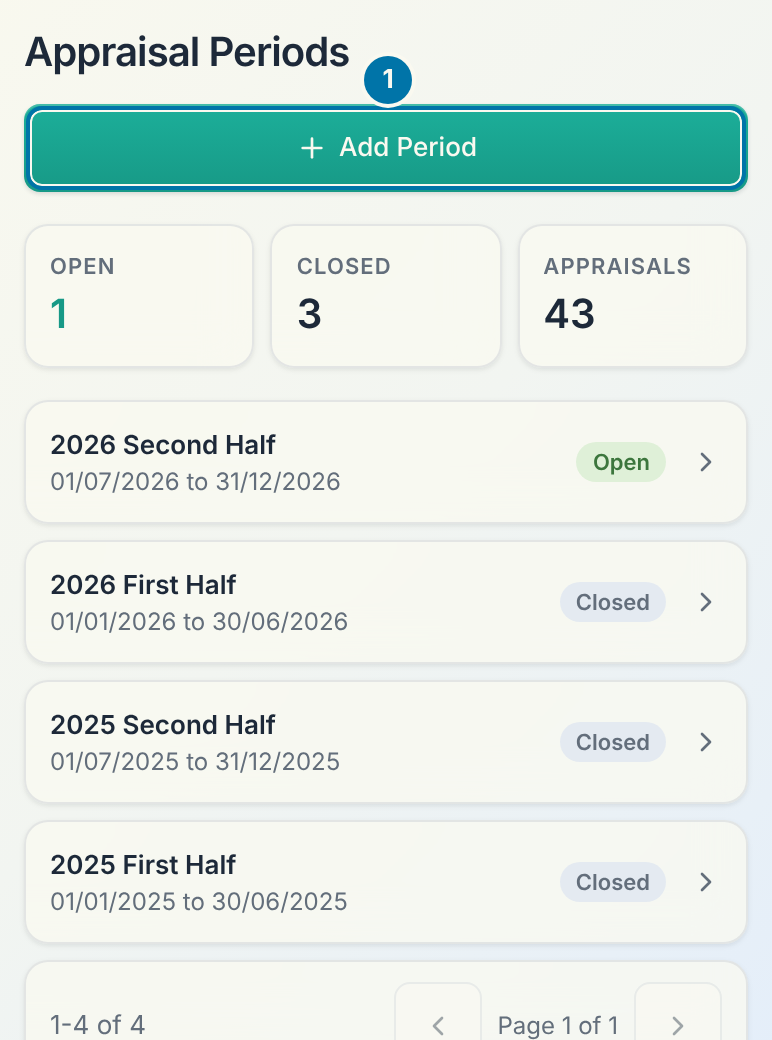 Appraisal Periods
1
Add Period
OPEN
1
CLOSED
3
APPRAISALS
43
2026 Second Half
01/07/2026 to 31/12/2026
Open
2026 First Half
01/01/2026 to 30/06/2026
Closed
2025 Second Half
01/07/2025 to 31/12/2025
Closed
2025 First Half
01/01/2025 to 30/06/2025
Closed
1-4 of 4
Page 1 of 1